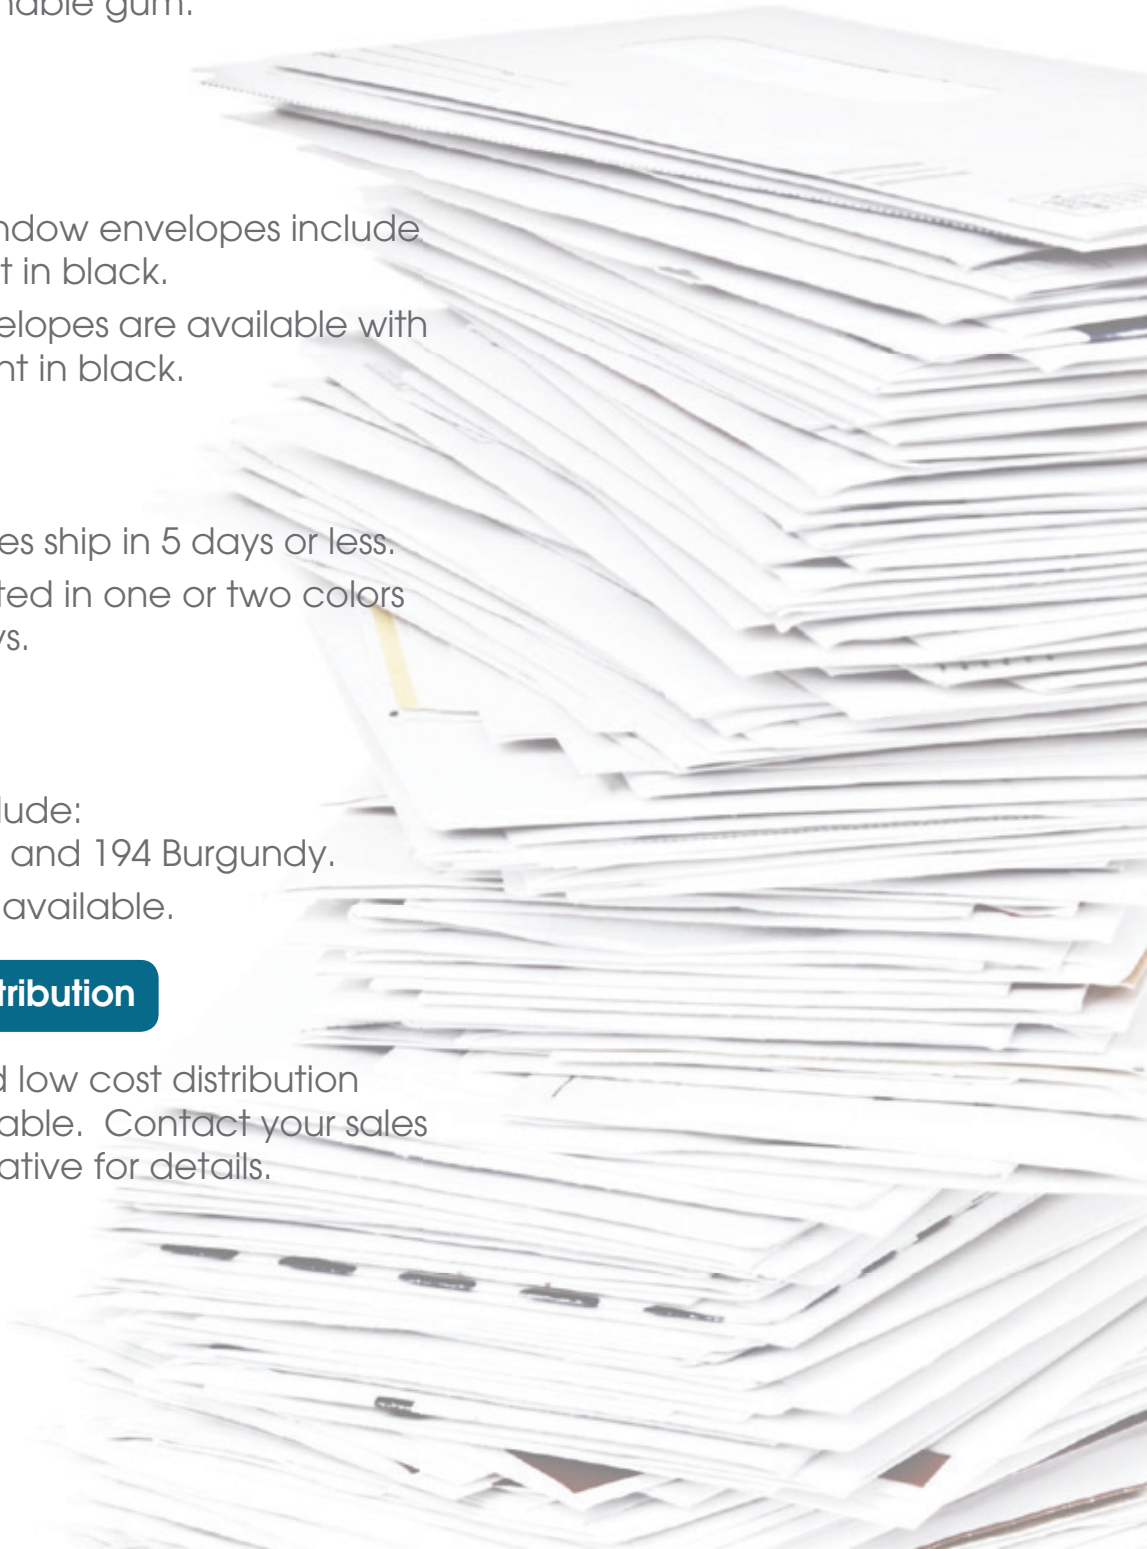 nable gum.
ndow envelopes include
t in black.
elopes are available with
nt in black.
es ship in 5 days or less.
ted in one or two colors
ys.
lude:
and 194 Burgundy.
available.
tribution
d low cost distribution
able.  Contact your sales
ative for details.